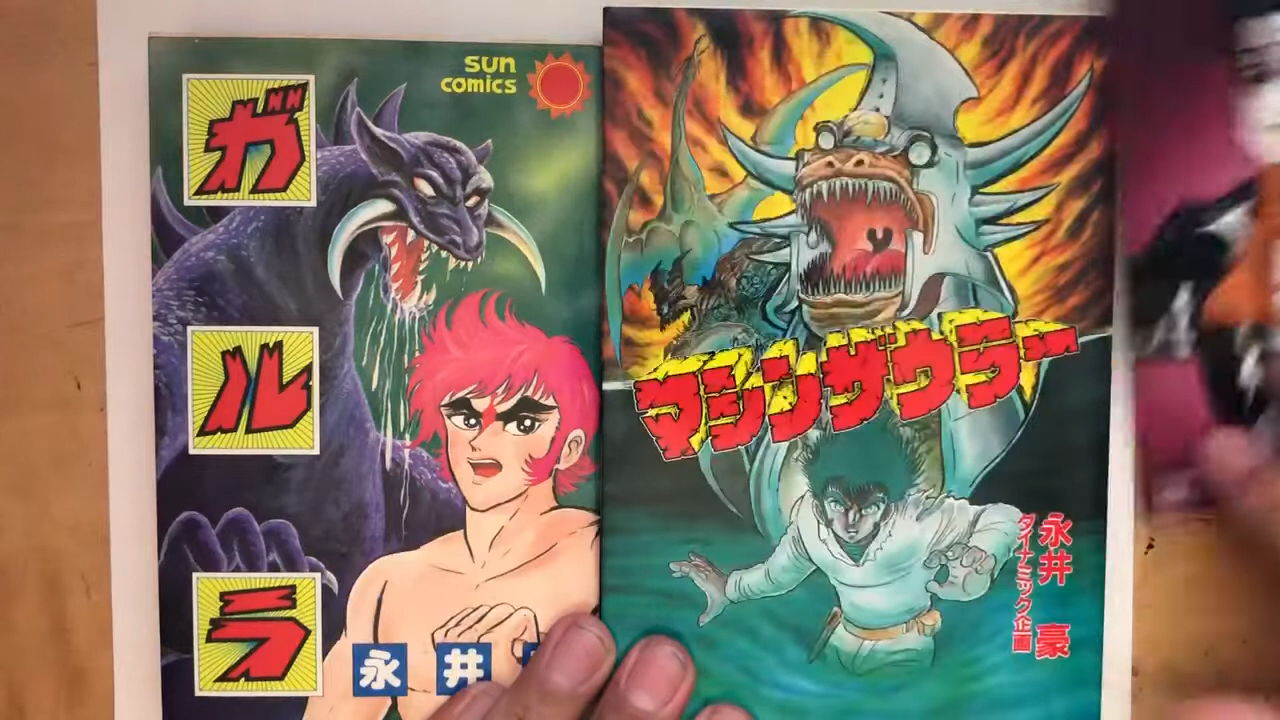 sun
comics
ガルラ
永井
マシンザウラー
永井豪
ダイナミック企画